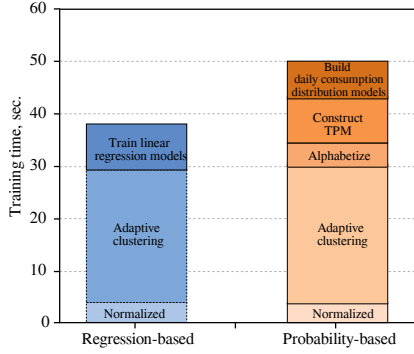 60
50
40
30
20
10
0
Training time, sec.
Train linear
regression models
Adaptive
clustering
Normalized
Build
daily consumption
distribution models
Construct
TPM
Alphabetize
Adaptive
clustering
Normalized
Regression-based
Probability-based